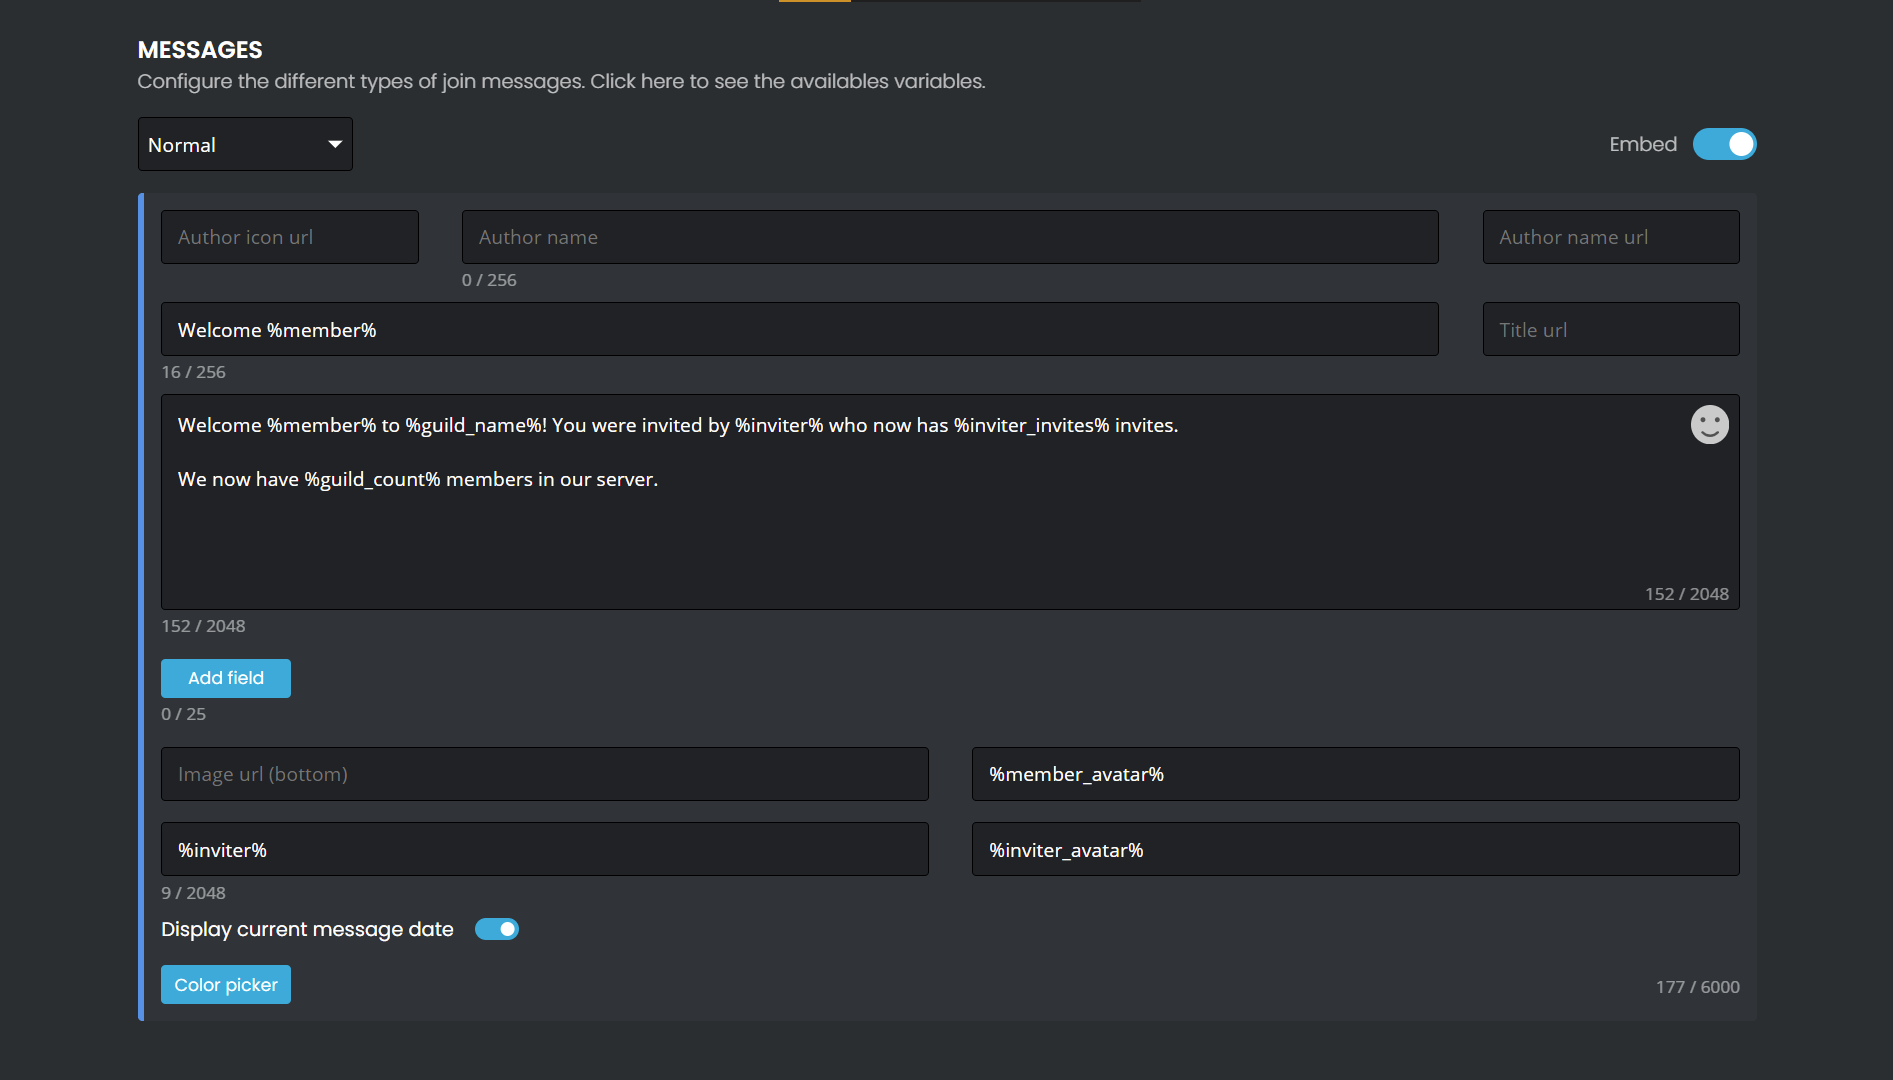 MESSAGES
Configure the different types of join messages. Click here to see the availables variables.
Normal
Embed
Author icon url
Author name
Author name url
0 / 256
Welcome %member%
Title url
16 / 256
Welcome %member% to %guild_name%! You were invited by %inviter% who now has %inviter_invites% invites.
We now have %guild_count% members in our server.
152 / 2048
152 / 2048
Add field
0 / 25
Image url (bottom)
%member_avatar%
%inviter%
%inviter_avatar%
9 / 2048
Display current message date
Color picker
177 / 6000